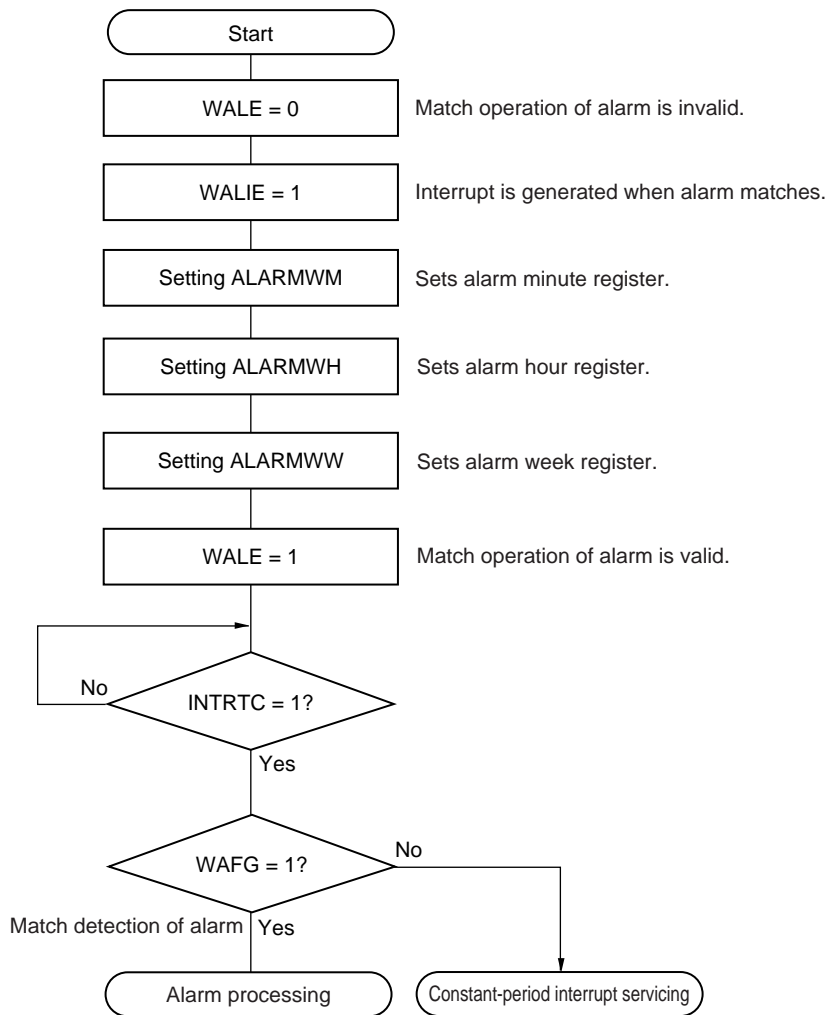 Start
WALE = 0
Match operation of alarm is invalid.
WALIE = 1
Interrupt is generated when alarm matches.
Setting ALARMWM
Sets alarm minute register.
Setting ALARMWH
Sets alarm hour register.
Setting ALARMWW
Sets alarm week register.
WALE = 1
Match operation of alarm is valid.
No
INTRTC = 1?
Yes
WAFG = 1?
No
Match detection of alarm
Yes
Alarm processing
Constant-period interrupt servicing